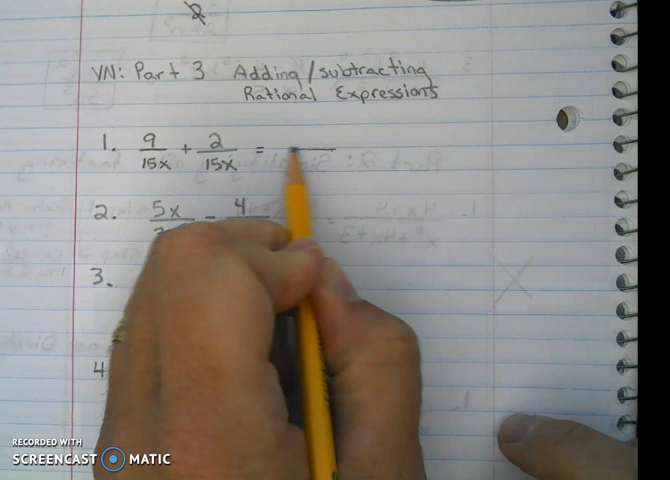 VN: Part 3 Adding/subtracting
Rational Expressions
1. 9/15x + 2/15x =
2. 5x - 4
3.
4
RECORDED WITH
SCREENCAST MATIC